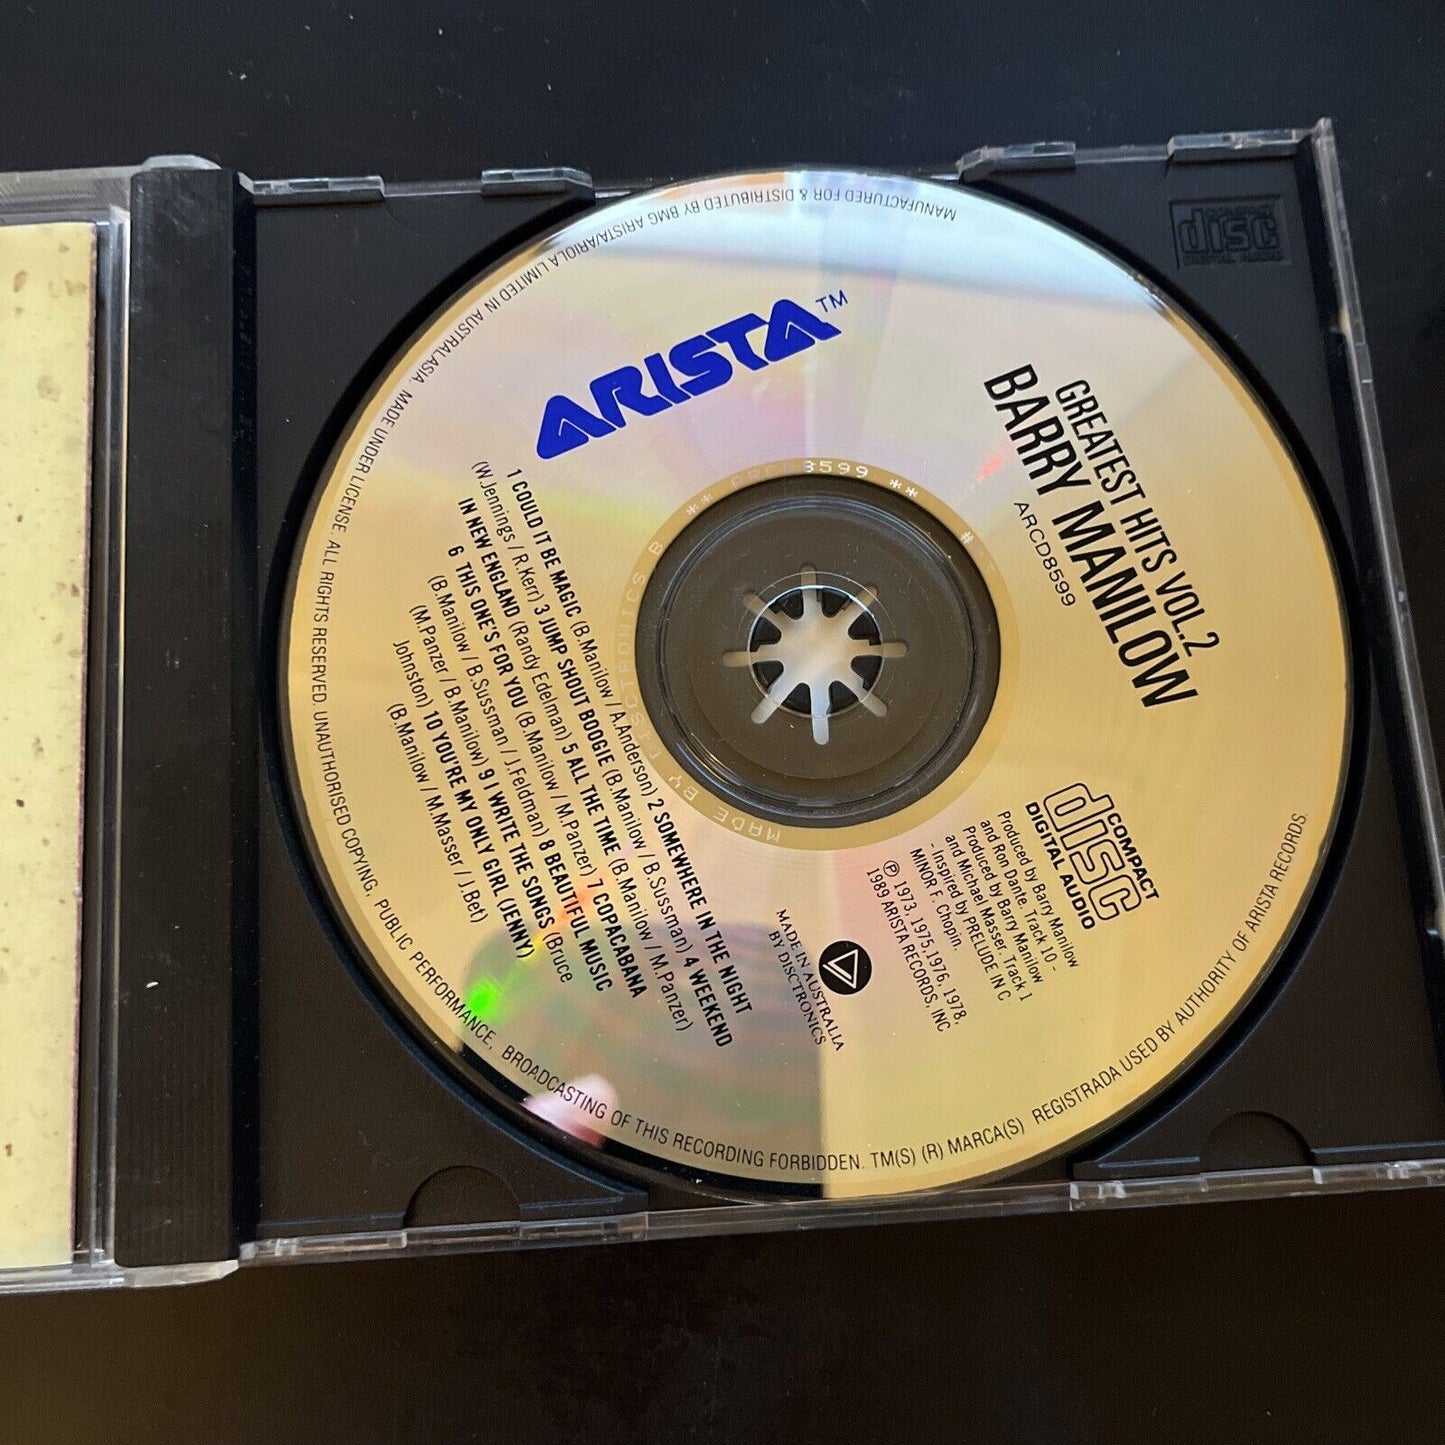 ARISTA™
GREATEST HITS VOL.2
BARRY MANILOW
ARCD8599
1 COULD IT BE MAGIC (B.Manilow / A.Anderson) 2 SOMEWHERE IN THE NIGHT
(W.Jennings / R.Kerr) 3 JUMP SHOUT BOOGIE (B.Manilow / B.Sussman) 4 WEEKEND
IN NEW ENGLAND (Randy Edelman) 5 ALL THE TIME (B.Manilow / M.Panzer)
6 THIS ONE'S FOR YOU (B.Manilow / M.Panzer) 7 COPACABANA
(B.Manilow / B.Sussman / J.Feldman) 8 BEAUTIFUL MUSIC
(M.Panzer / B.Manilow) 9 I WRITE THE SONGS (Bruce
Johnston) 10 YOU'RE MY ONLY GIRL (JENNY)
(B.Manilow / M.Masser / J.Bet)
COMPACT
disc
DIGITAL AUDIO
Produced by Barry Manilow
and Ron Dante. Track 10 -
Produced by Barry Manilow
and Michael Masser. Track 1
- Inspired by PRELUDE IN C
MINOR F. Chopin.
℗ 1973, 1975,1976, 1978,
1989 ARISTA RECORDS, INC
MADE IN AUSTRALIA
BY DISCTRONICS
MANUFACTURED FOR & DISTRIBUTED BY BMG ARISTA/ARIOLA LIMITED IN AUSTRALASIA. MADE UNDER LICENSE. ALL RIGHTS RESERVED. UNAUTHORISED COPYING, PUBLIC PERFORMANCE, BROADCASTING OF THIS RECORDING FORBIDDEN. TM(S) (R) MARCA(S) REGISTRADA USED BY AUTHORITY OF ARISTA RECORDS.
MADE BY DISCTRONICS B ** 8599 **
disc
DIGITAL AUDIO